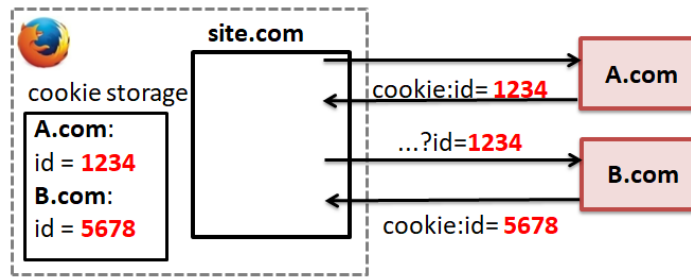 site.com
cookie storage
A.com:
id = 1234
B.com:
id = 5678
cookie:id= 1234
...?id=1234
cookie:id= 5678
A.com
B.com